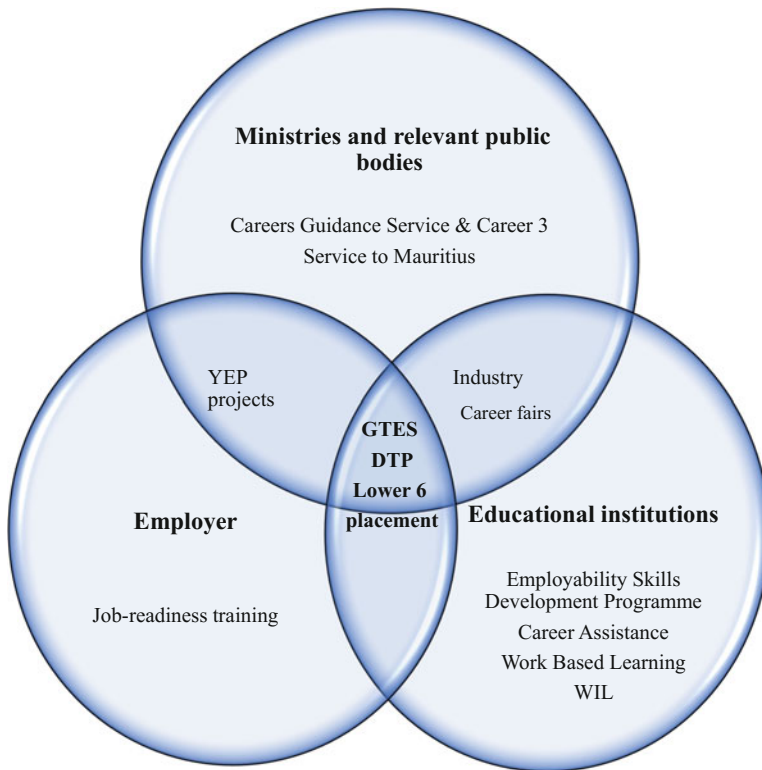 Ministries and relevant public
bodies
Careers Guidance Service & Career 3
Service to Mauritius
YEP
projects
Industry
Career fairs
GTES
DTP
Lower 6
placement
Employer
Job-readiness training
Educational institutions
Employability Skills
Development Programme
Career Assistance
Work Based Learning
WIL